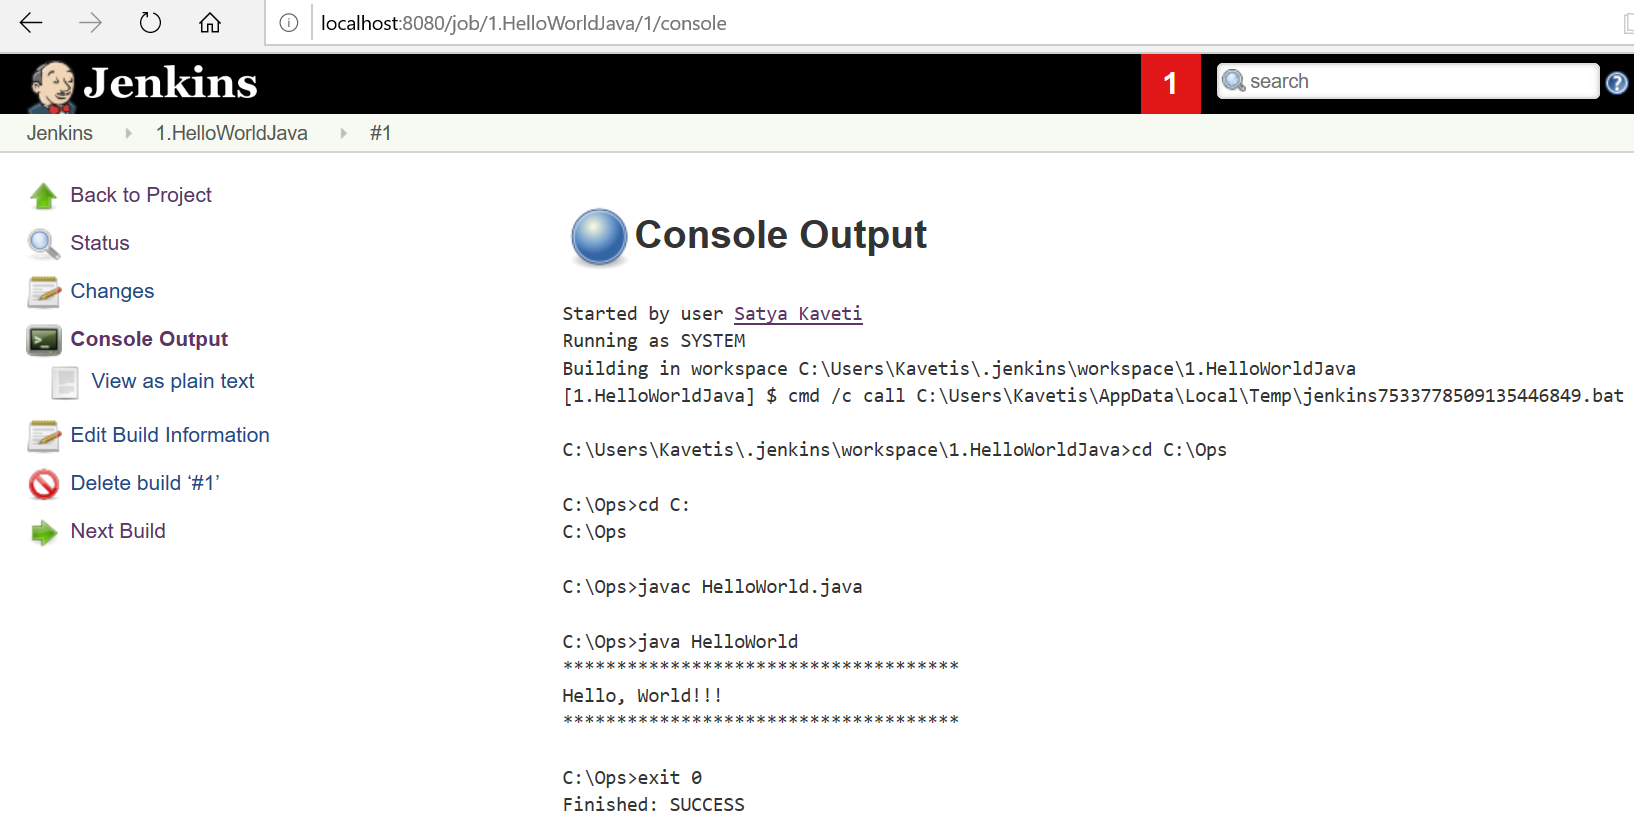 localhost:8080/job/1.HelloWorldJava/1/console
Jenkins
1
search
?
Jenkins 1.HelloWorldJava #1
Back to Project
Status
Changes
Console Output
View as plain text
Edit Build Information
Delete build ‘#1’
Next Build
Console Output
Started by user Satya Kaveti
Running as SYSTEM
Building in workspace C:\Users\Kavetis\.jenkins\workspace\1.HelloWorldJava
[1.HelloWorldJava] $ cmd /c call C:\Users\Kavetis\AppData\Local\Temp\jenkins7533778509135446849.bat
C:\Users\Kavetis\.jenkins\workspace\1.HelloWorldJava>cd C:\Ops
C:\Ops>cd C:
C:\Ops
C:\Ops>javac HelloWorld.java
C:\Ops>java HelloWorld
*************************************
Hello, World!!!
*************************************
C:\Ops>exit 0
Finished: SUCCESS